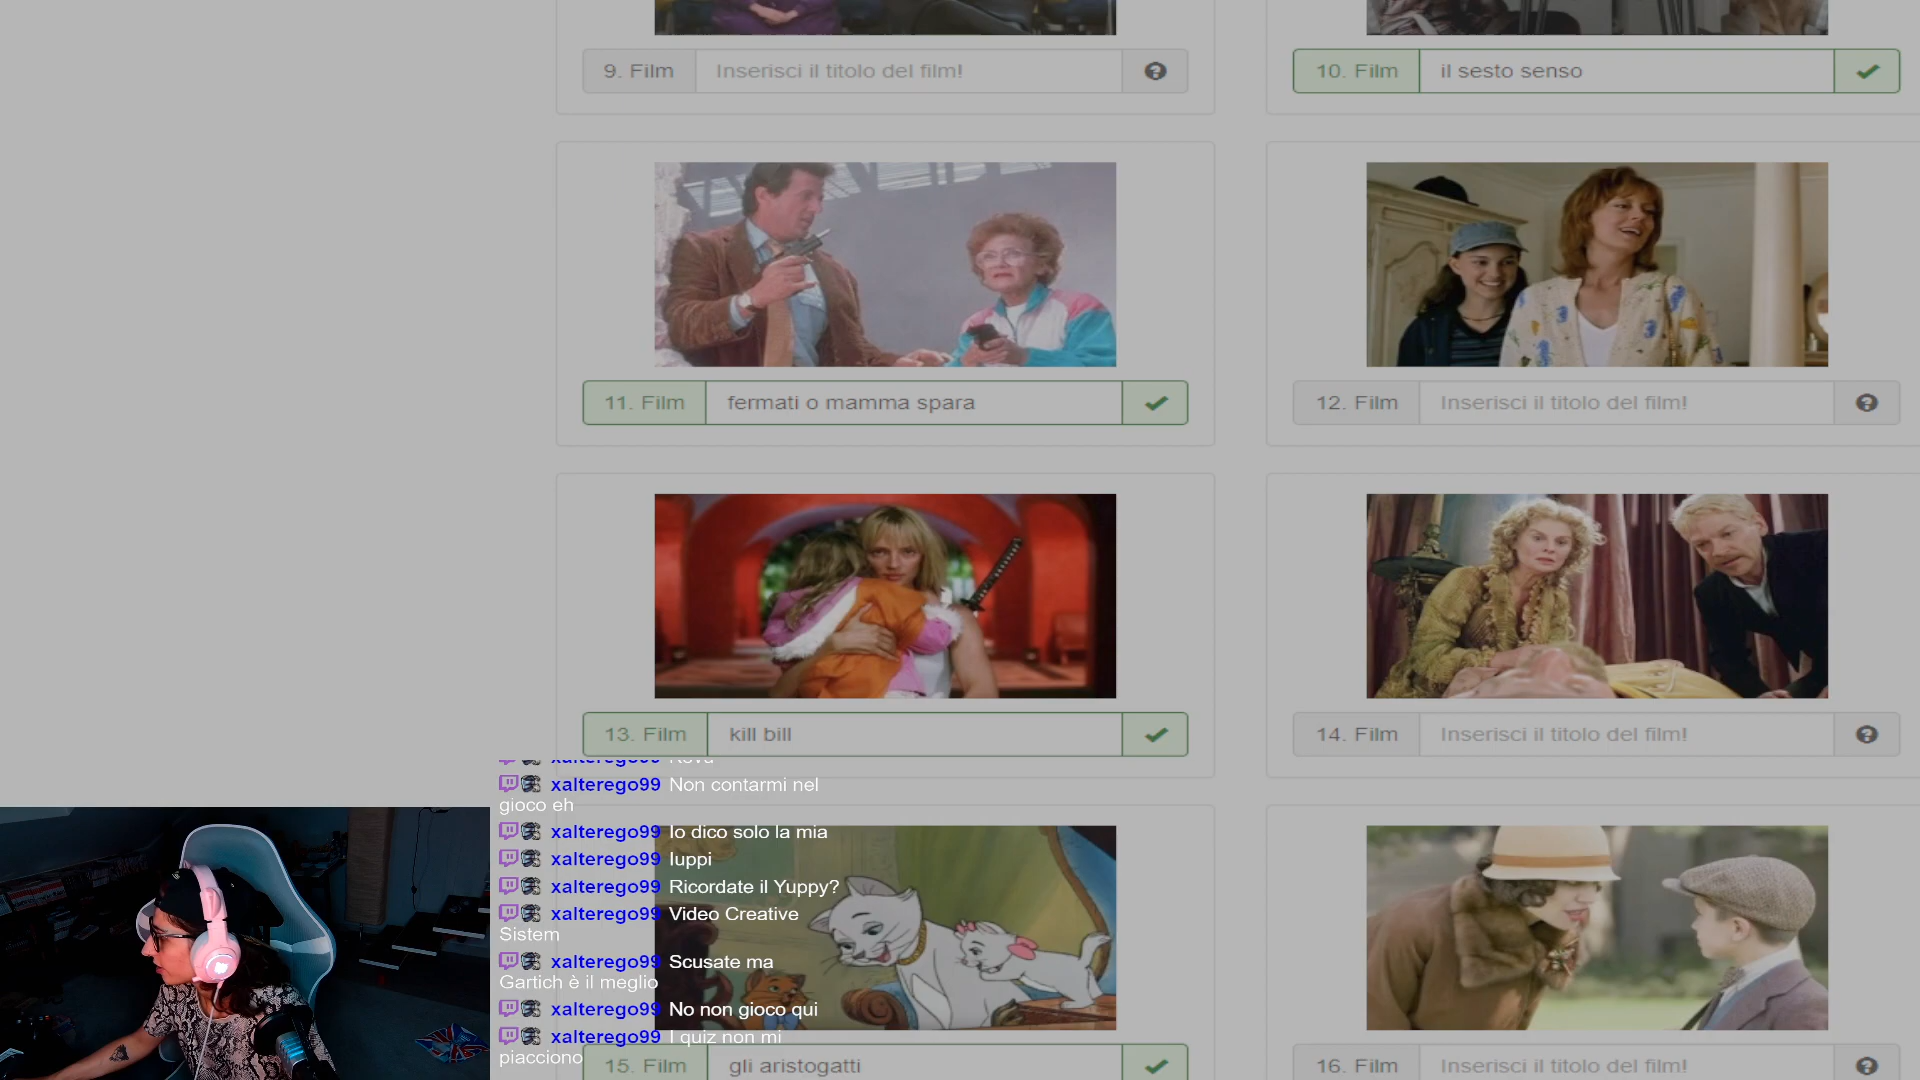 9. Film Inserisci il titolo del film!
10. Film il sesto senso
11. Film fermati o mamma spara
12. Film Inserisci il titolo del film!
13. Film kill bill
14. Film Inserisci il titolo del film!
xalterego99
xalterego99 Non contarmi nel
gioco eh
xalterego99 Io dico solo la mia
xalterego99 Iuppi
xalterego99 Ricordate il Yuppy?
xalterego99 Video Creative
Sistem
xalterego99 Scusate ma
Gartich è il meglio
xalterego99 No non gioco qui
xalterego99 I quiz non mi
piacciono
15. Film gli aristogatti
16. Film Inserisci il titolo del film!